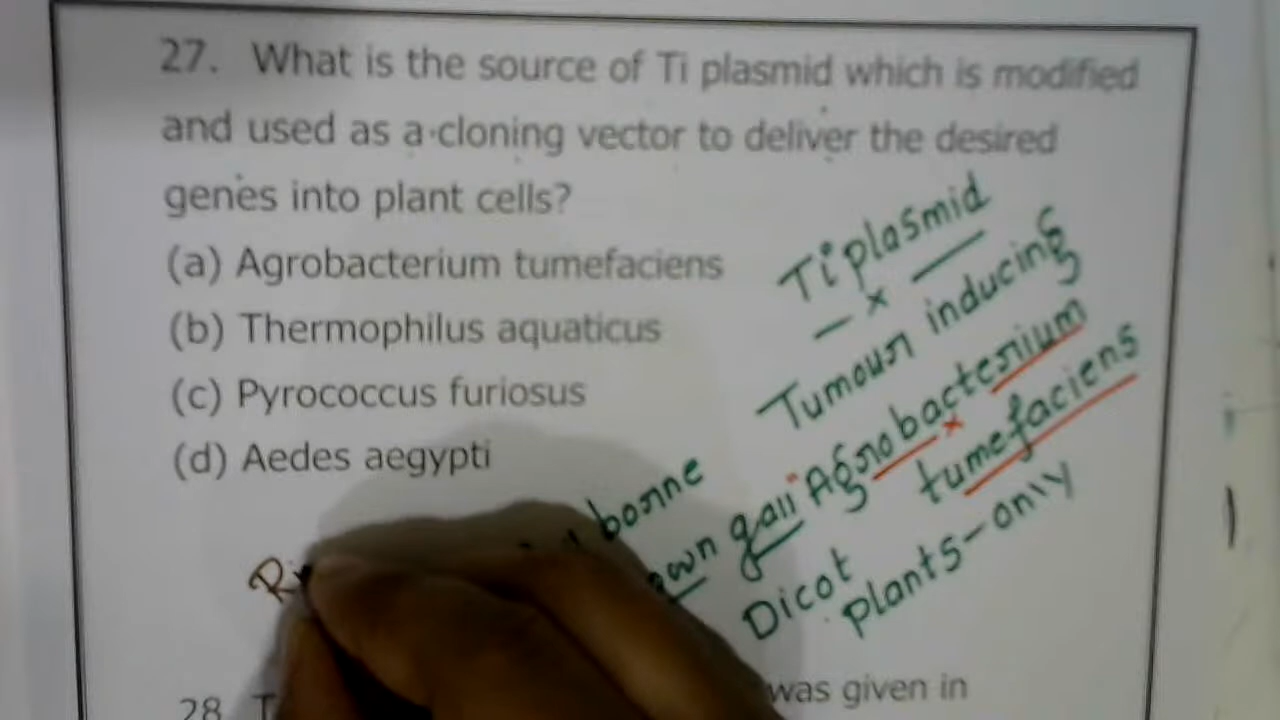 27. What is the source of Ti plasmid which is modified
and used as a cloning vector to deliver the desired
genes into plant cells?
(a) Agrobacterium tumefaciens
(b) Thermophilus aquaticus
(c) Pyrococcus furiosus
(d) Aedes aegypti
Ti plasmid
Tumour inducing
Agrobacterium
tumefaciens
borne
gall
Dicot
plants-only
28
was given in